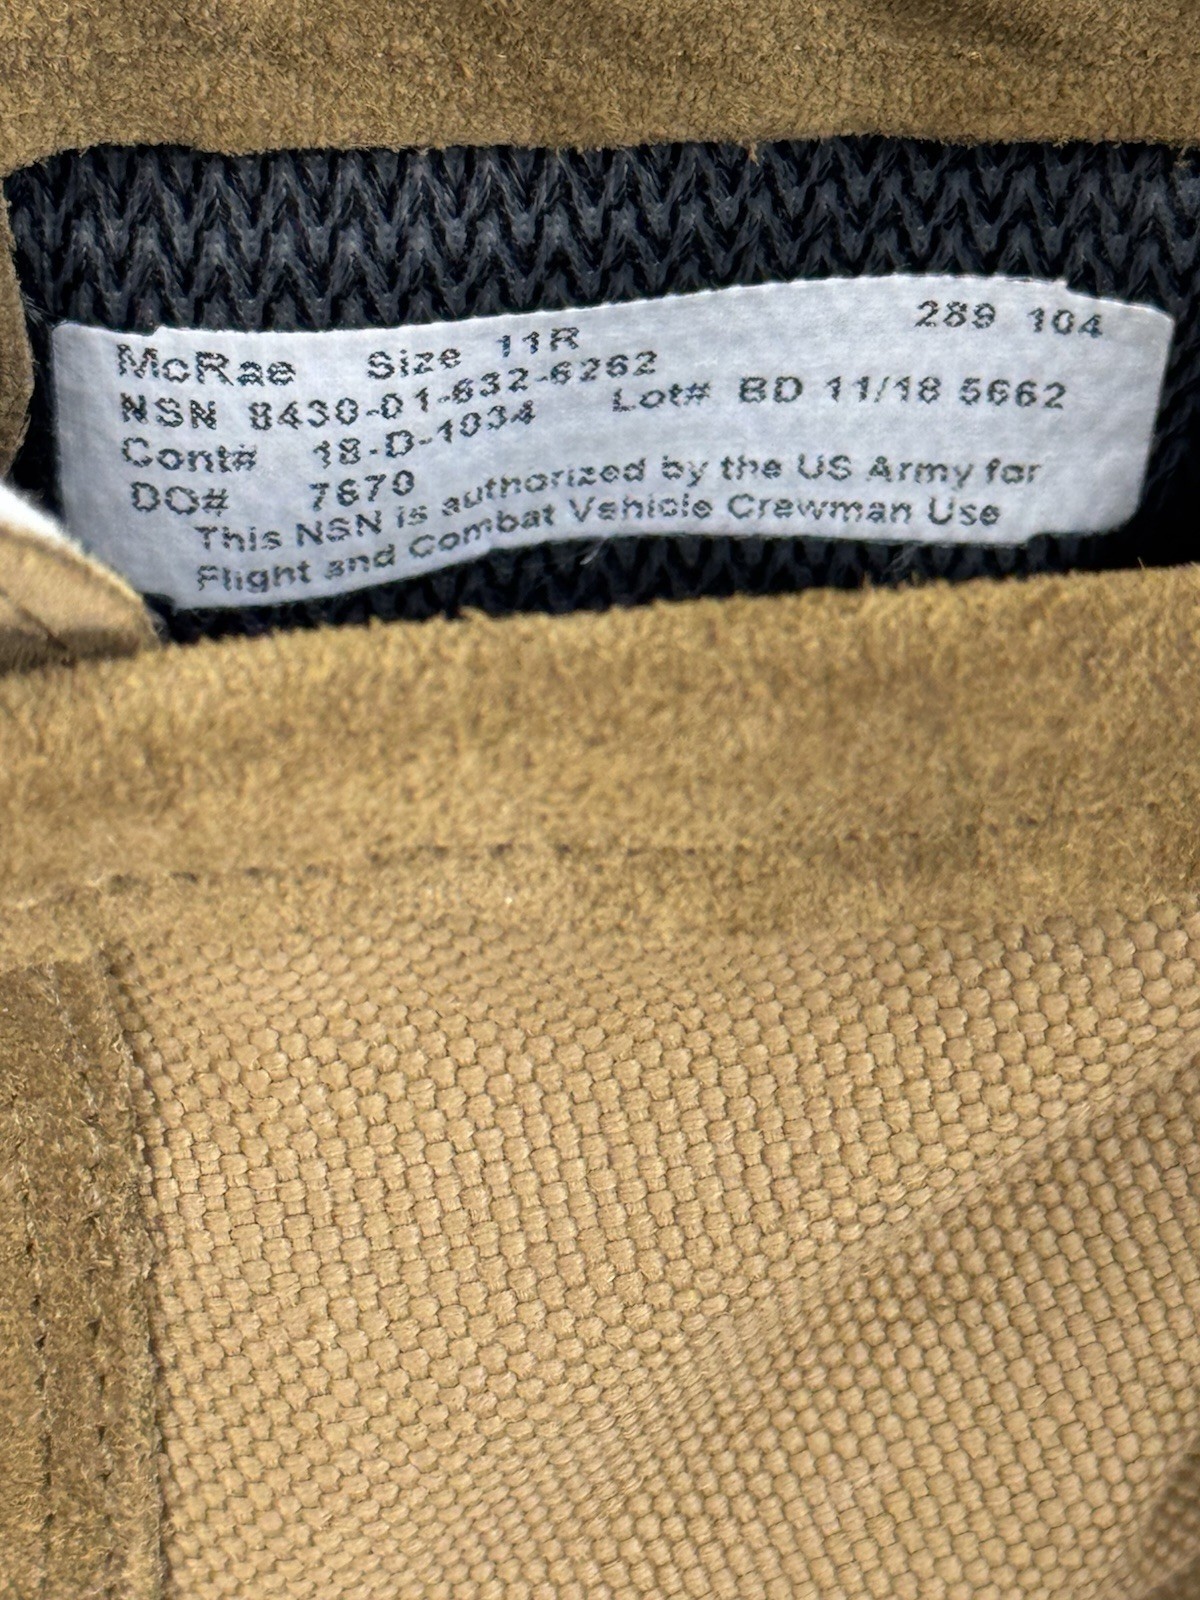 289 104
McRae Size 11R
NSN 8430-01-632-6262
Cont# 18-D-1034 Lot# BD 11/18 5662
DO# 7670
This NSN is authorized by the US Army for
Flight and Combat Vehicle Crewman Use